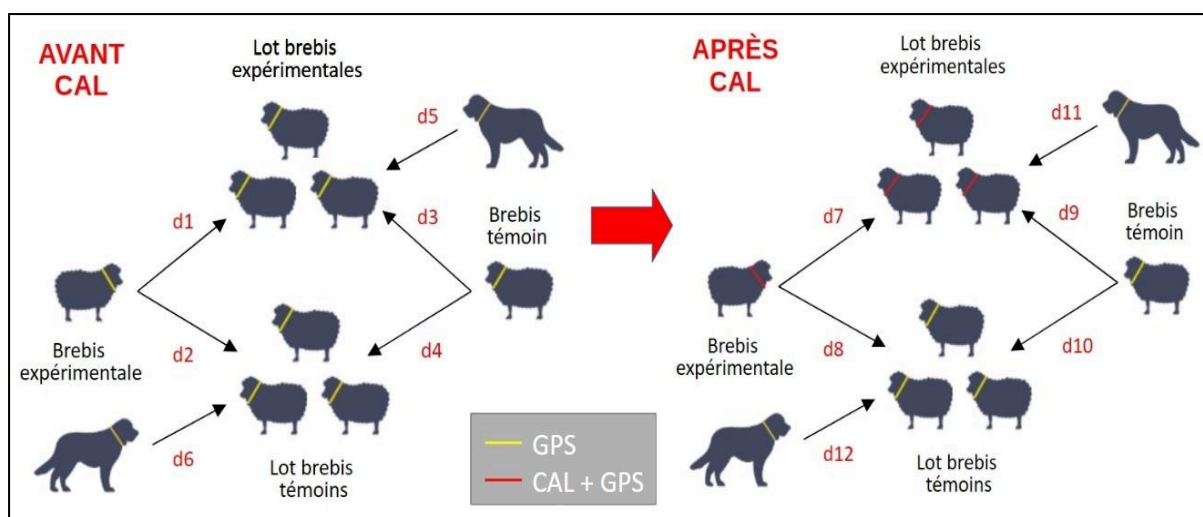 AVANT
CAL
Lot brebis
expérimentales
d5
d1
d3
Brebis
témoin
d2
d4
Brebis
expérimentale
d6
Lot brebis
témoins
GPS
CAL + GPS
APRÈS
CAL
Lot brebis
expérimentales
d11
d7
d9
Brebis
témoin
d8
d10
Brebis
expérimentale
d12
Lot brebis
témoins